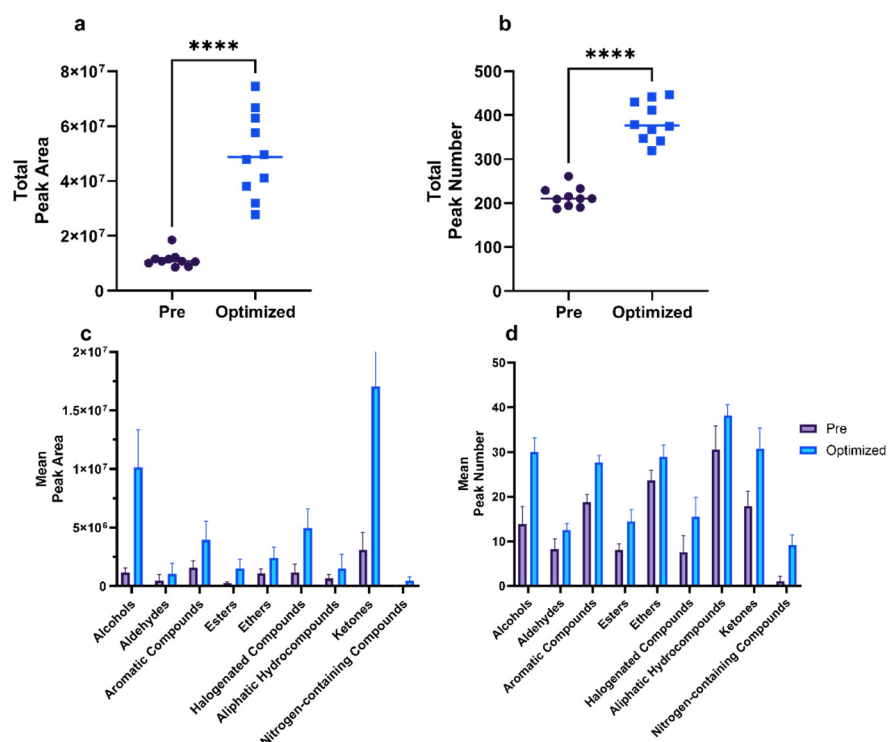 a
****
8×10⁷
6×10⁷
4×10⁷
2×10⁷
0
Total
Peak Area
Pre
Optimized
b
****
500
400
300
200
100
0
Total
Peak Number
Pre
Optimized
c
2×10⁷
1.5×10⁷
1×10⁷
5×10⁶
0
Mean
Peak Area
Alcohols
Aldehydes
Aromatic Compounds
Esters
Ethers
Halogenated Compounds
Aliphatic Hydrocompounds
Ketones
Nitrogen-containing Compounds
d
50
40
30
20
10
0
Mean
Peak Number
Alcohols
Aldehydes
Aromatic Compounds
Esters
Ethers
Halogenated Compounds
Aliphatic Hydrocompounds
Ketones
Nitrogen-containing Compounds
Pre
Optimized